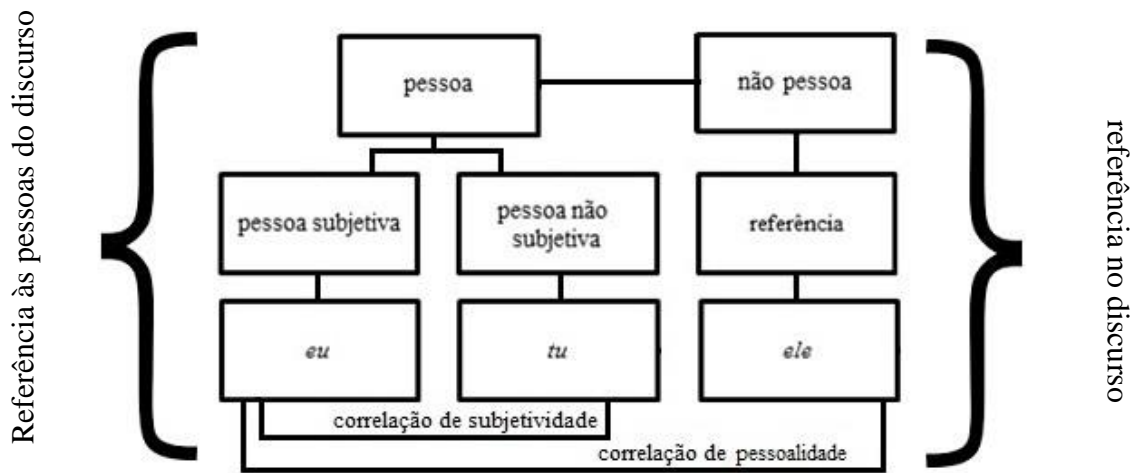 Referência às pessoas do discurso
pessoa
não pessoa
pessoa subjetiva
pessoa não
subjetiva
referência
eu
tu
ele
correlação de subjetividade
correlação de pessoalidade
referência no discurso